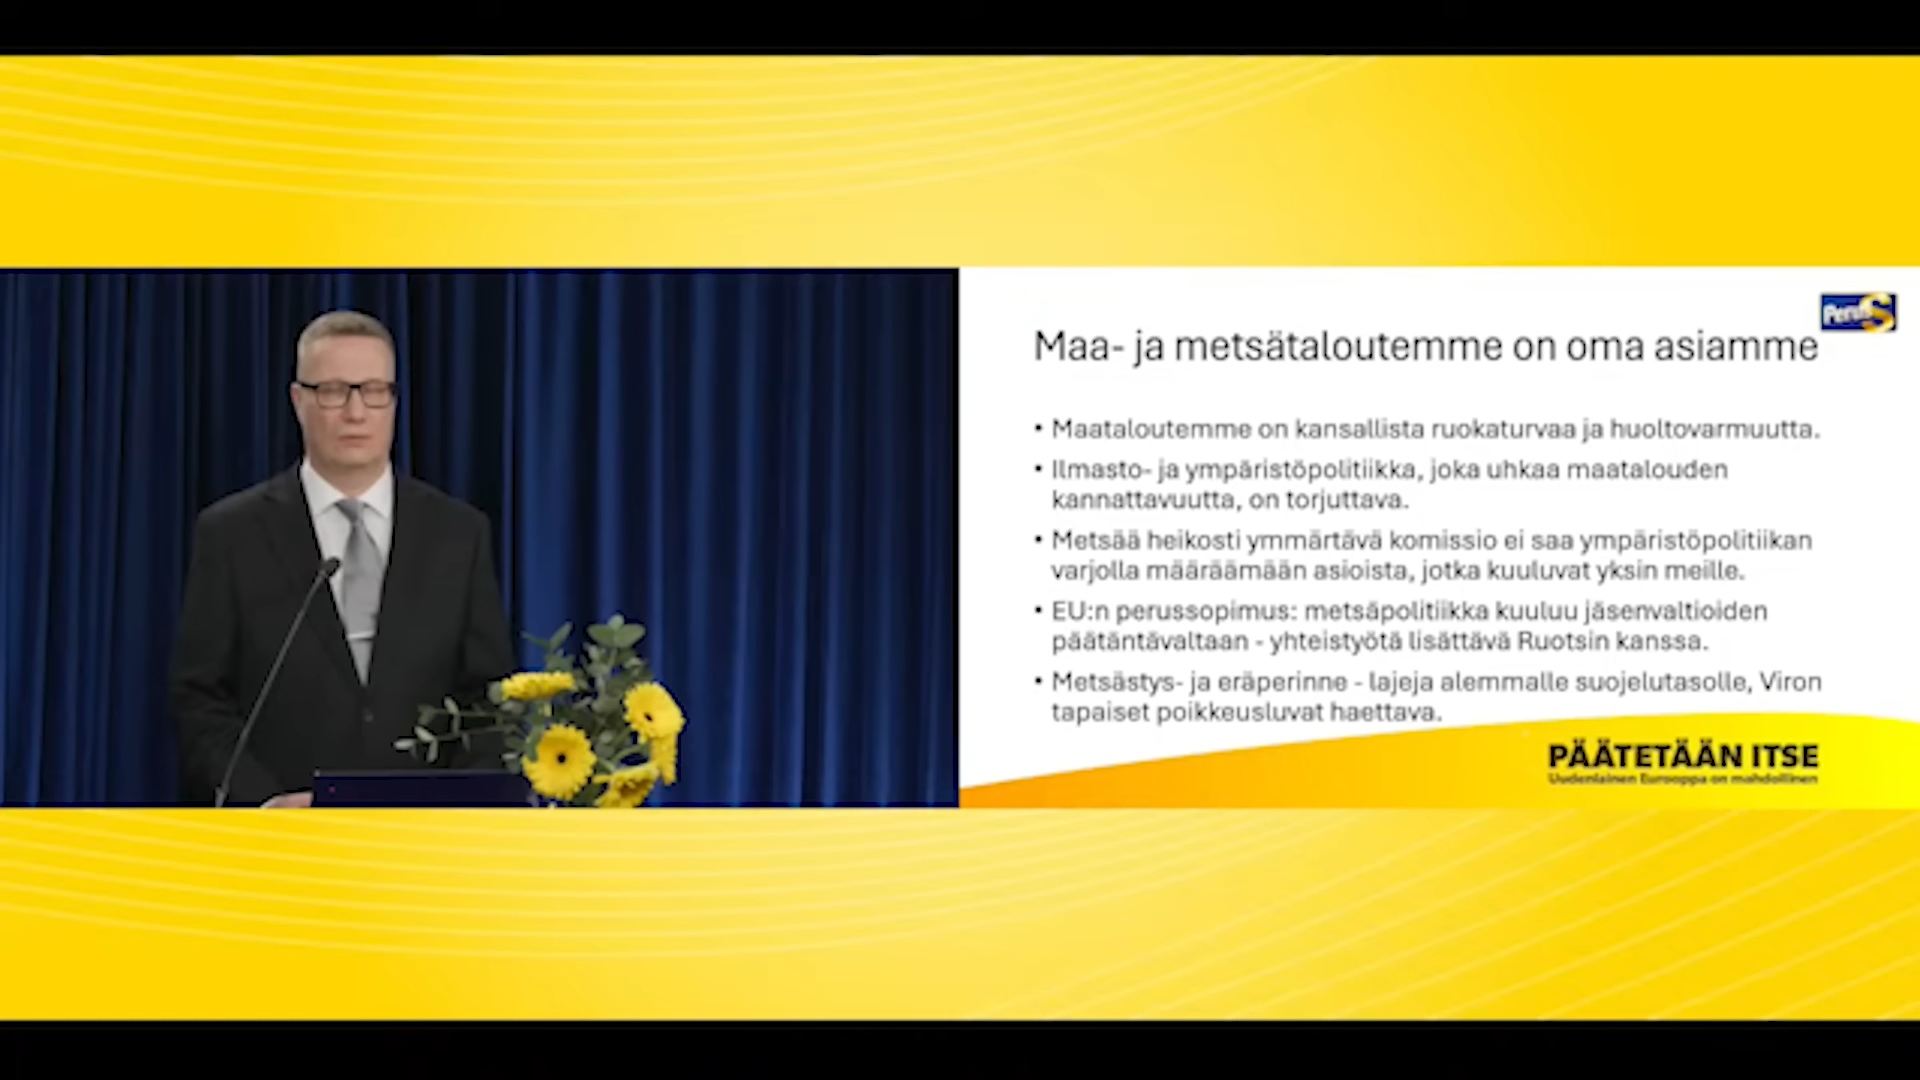 PeruS
Maa- ja metsätaloutemme on oma asiamme
• Maataloutemme on kansallista ruokaturvaa ja huoltovarmuutta.
• Ilmasto- ja ympäristöpolitiikka, joka uhkaa maatalouden
kannattavuutta, on torjuttava.
• Metsää heikosti ymmärtävä komissio ei saa ympäristöpolitiikan
varjolla määräämään asioista, jotka kuuluvat yksin meille.
• EU:n perussopimus: metsäpolitiikka kuuluu jäsenvaltioiden
päätäntävaltaan - yhteistyötä lisättävä Ruotsin kanssa.
• Metsästys- ja eräperinne - lajeja alemmalle suojelutasolle, Viron
tapaiset poikkeusluvat haettava.
PÄÄTETÄÄN ITSE
Uudenlainen Eurooppa on mahdollinen